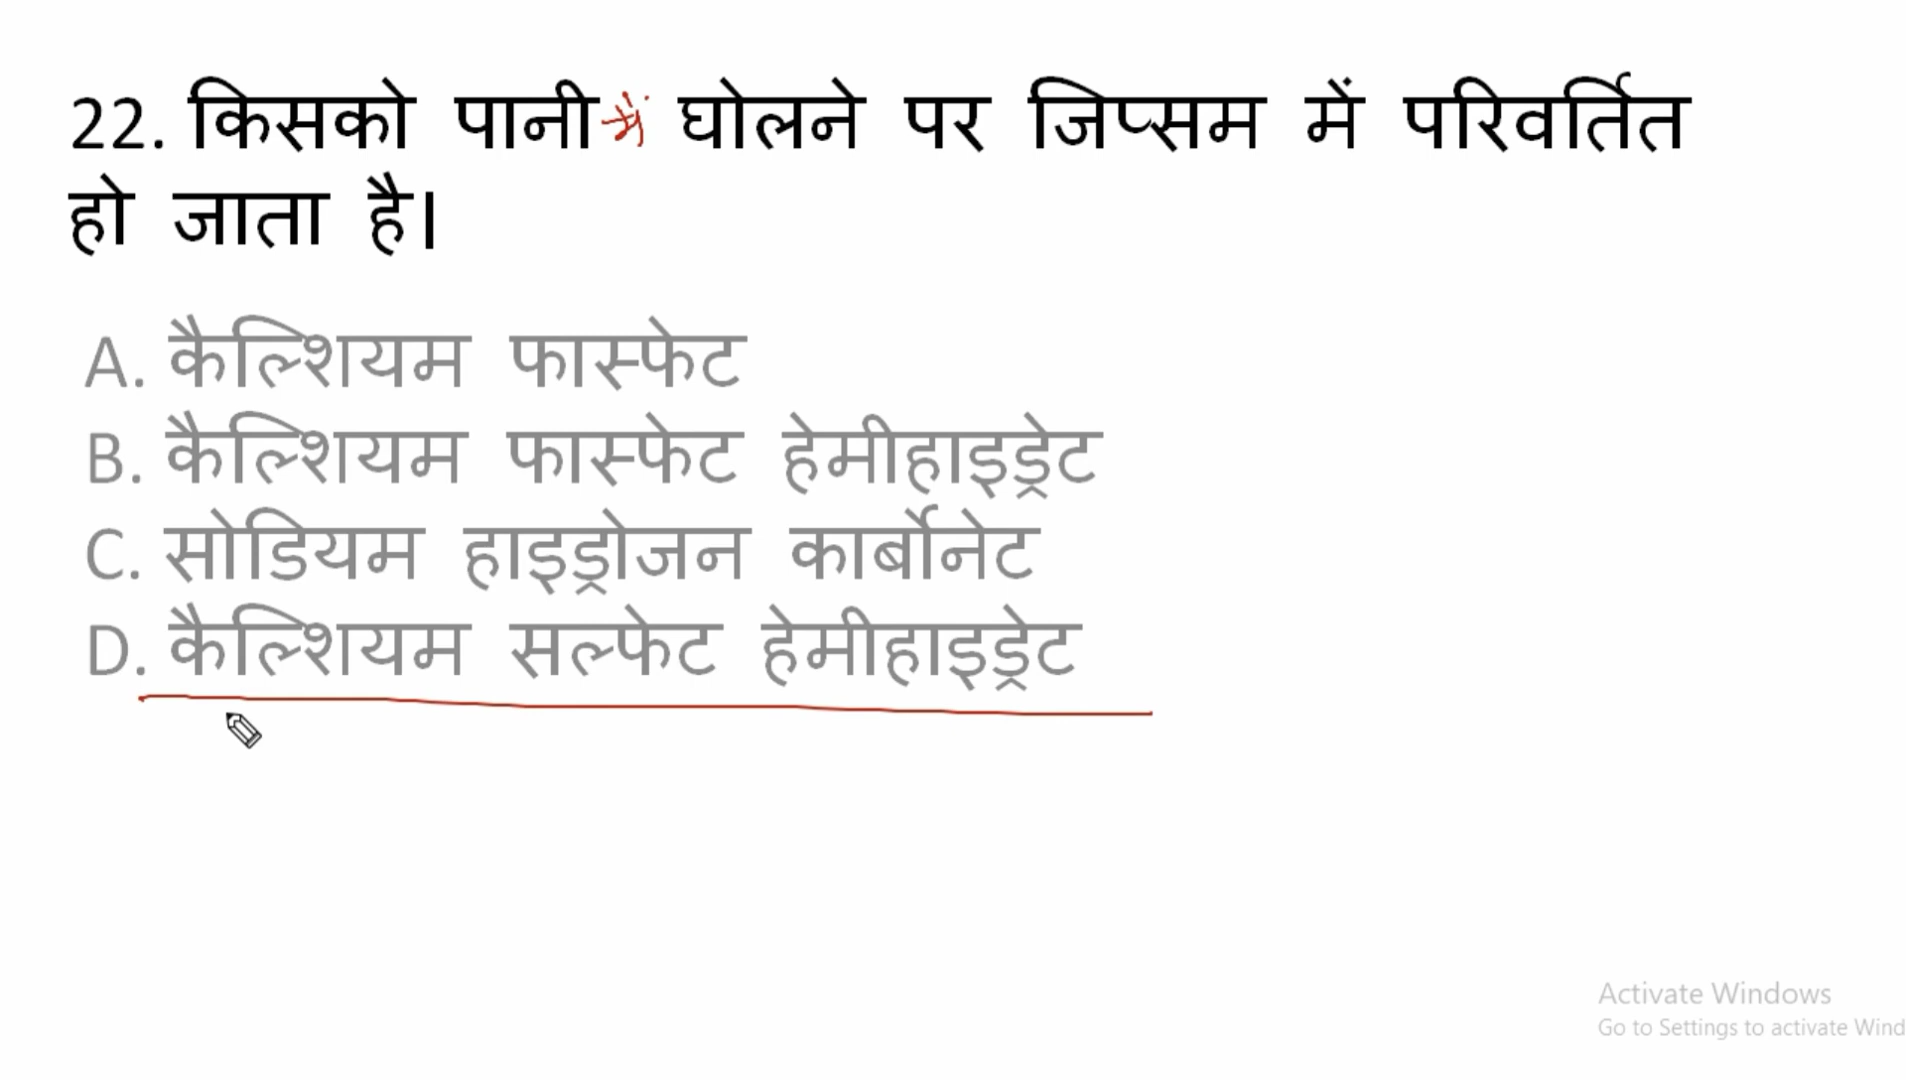 22. किसको पानी में घोलने पर जिप्सम में परिवर्तित
हो जाता है।
A. कैल्शियम फास्फेट
B. कैल्शियम फास्फेट हेमीहाइड्रेट
C. सोडियम हाइड्रोजन कार्बोनेट
D. कैल्शियम सल्फेट हेमीहाइड्रेट
Activate Windows
Go to Settings to activate Wind